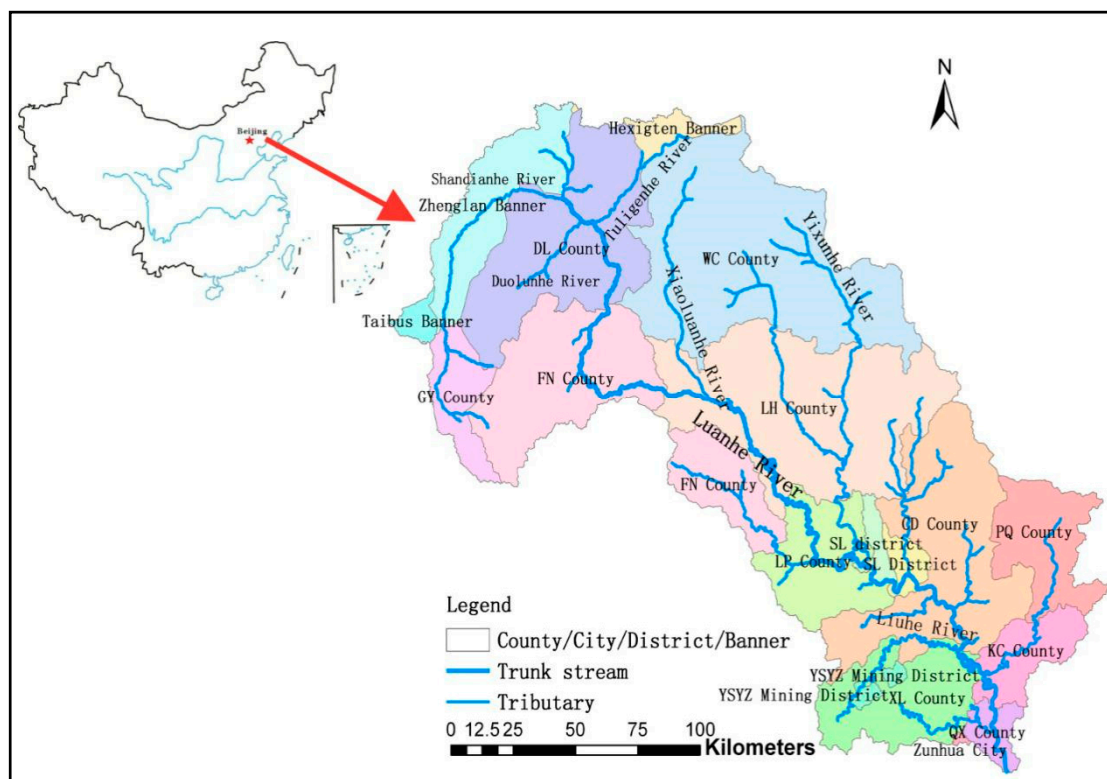 N
Beijing
Hexigten Banner
Shandianhe River
Zhenglan Banner
Tuligenhe River
DL County
Duolunhe River
Taibus Banner
WC County
Yixunhe River
Xiaoluanhe River
FN County
GY County
LH County
Luanhe River
FN County
CD County
PQ County
SL district
SL District
LP County
Liuhe River
KC County
YSYZ Mining District
YSYZ Mining District
XL County
QX County
Zunhua City
Legend
County/City/District/Banner
Trunk stream
Tributary
0 12.5 25 50 75 100
Kilometers